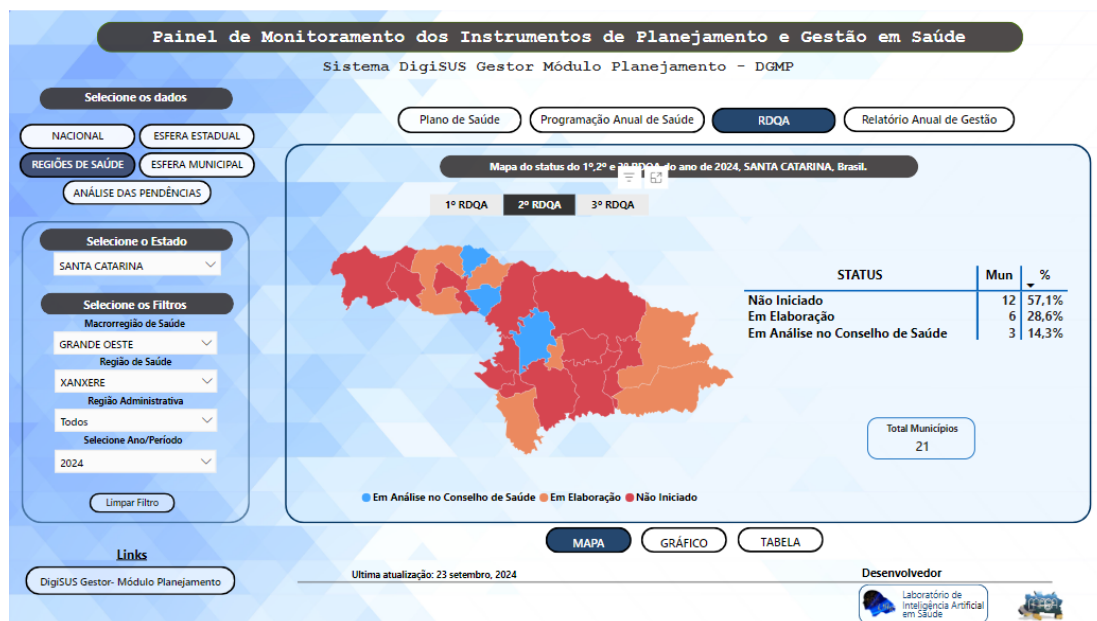 Painel de Monitoramento dos Instrumentos de Planejamento e Gestão em Saúde
Sistema DigiSUS Gestor Módulo Planejamento - DGMP
Selecione os dados
NACIONAL
ESFERA ESTADUAL
REGIÕES DE SAÚDE
ESFERA MUNICIPAL
ANÁLISE DAS PENDÊNCIAS
Selecione o Estado
SANTA CATARINA
Selecione os Filtros
Macrorregião de Saúde
GRANDE OESTE
Região de Saúde
XANXERE
Região Administrativa
Todos
Selecione Ano/Período
2024
Limpar Filtro
Links
DigiSUS Gestor- Módulo Planejamento
Plano de Saúde
Programação Anual de Saúde
RDQA
Relatório Anual de Gestão
Mapa do status do 1º,2º e 3º RDQA do ano de 2024, SANTA CATARINA, Brasil.
1º RDQA
2º RDQA
3º RDQA
STATUS Mun %
Não Iniciado 12 57,1%
Em Elaboração 6 28,6%
Em Análise no Conselho de Saúde 3 14,3%
Total Municípios
21
Em Análise no Conselho de Saúde Em Elaboração Não Iniciado
MAPA
GRÁFICO
TABELA
Ultima atualização: 23 setembro, 2024
Desenvolvedor
Laboratório de
Inteligência Artificial
em Saúde